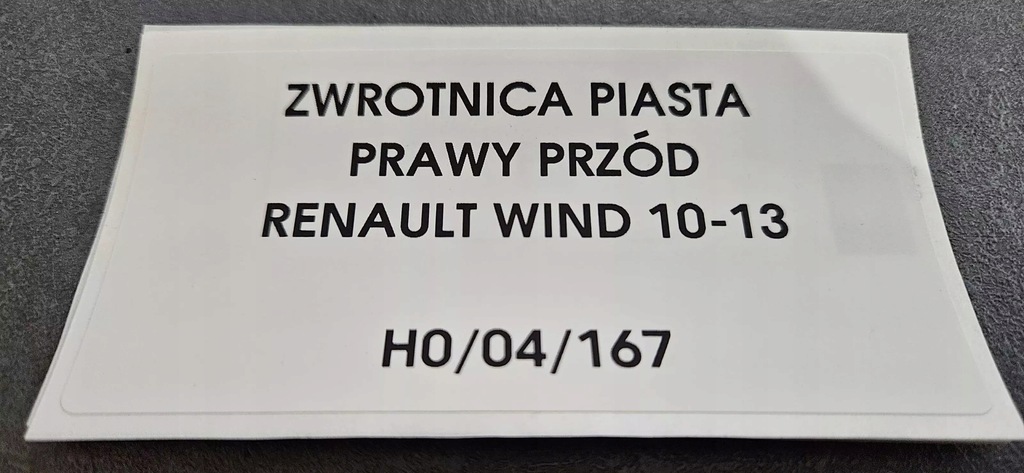 ZWROTNICA PIASTA
PRAWY PRZÓD
RENAULT WIND 10-13
H0/04/167